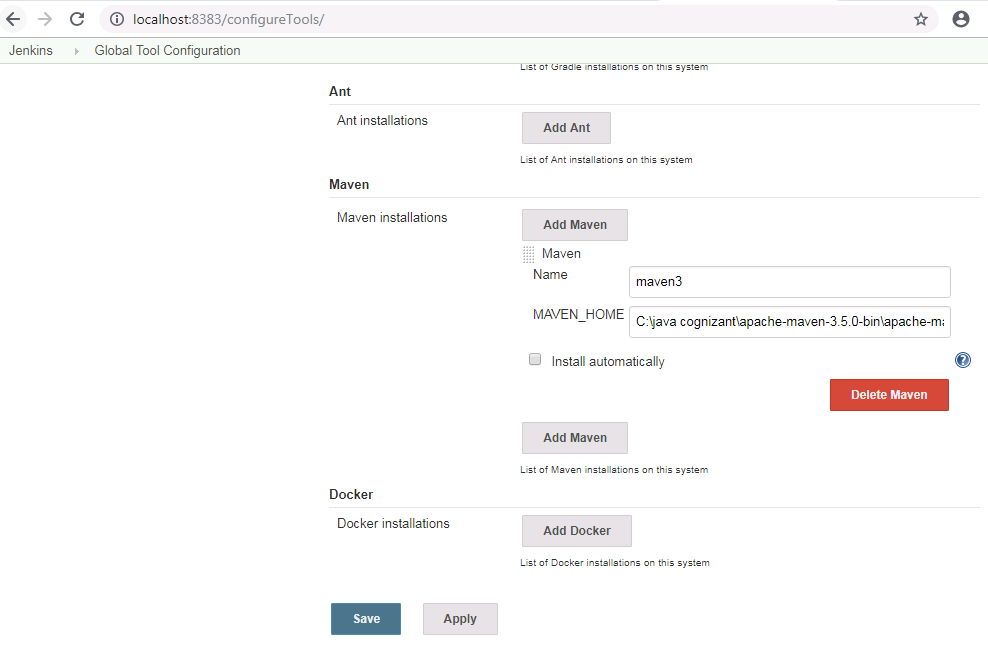 localhost:8383/configureTools/
Jenkins Global Tool Configuration
List of Gradle installations on this system
Ant
Ant installations
Add Ant
List of Ant installations on this system
Maven
Maven installations
Add Maven
Maven
Name
maven3
MAVEN_HOME
C:\java cognizant\apache-maven-3.5.0-bin\apache-ma
Install automatically
?
Delete Maven
Add Maven
List of Maven installations on this system
Docker
Docker installations
Add Docker
List of Docker installations on this system
Save
Apply